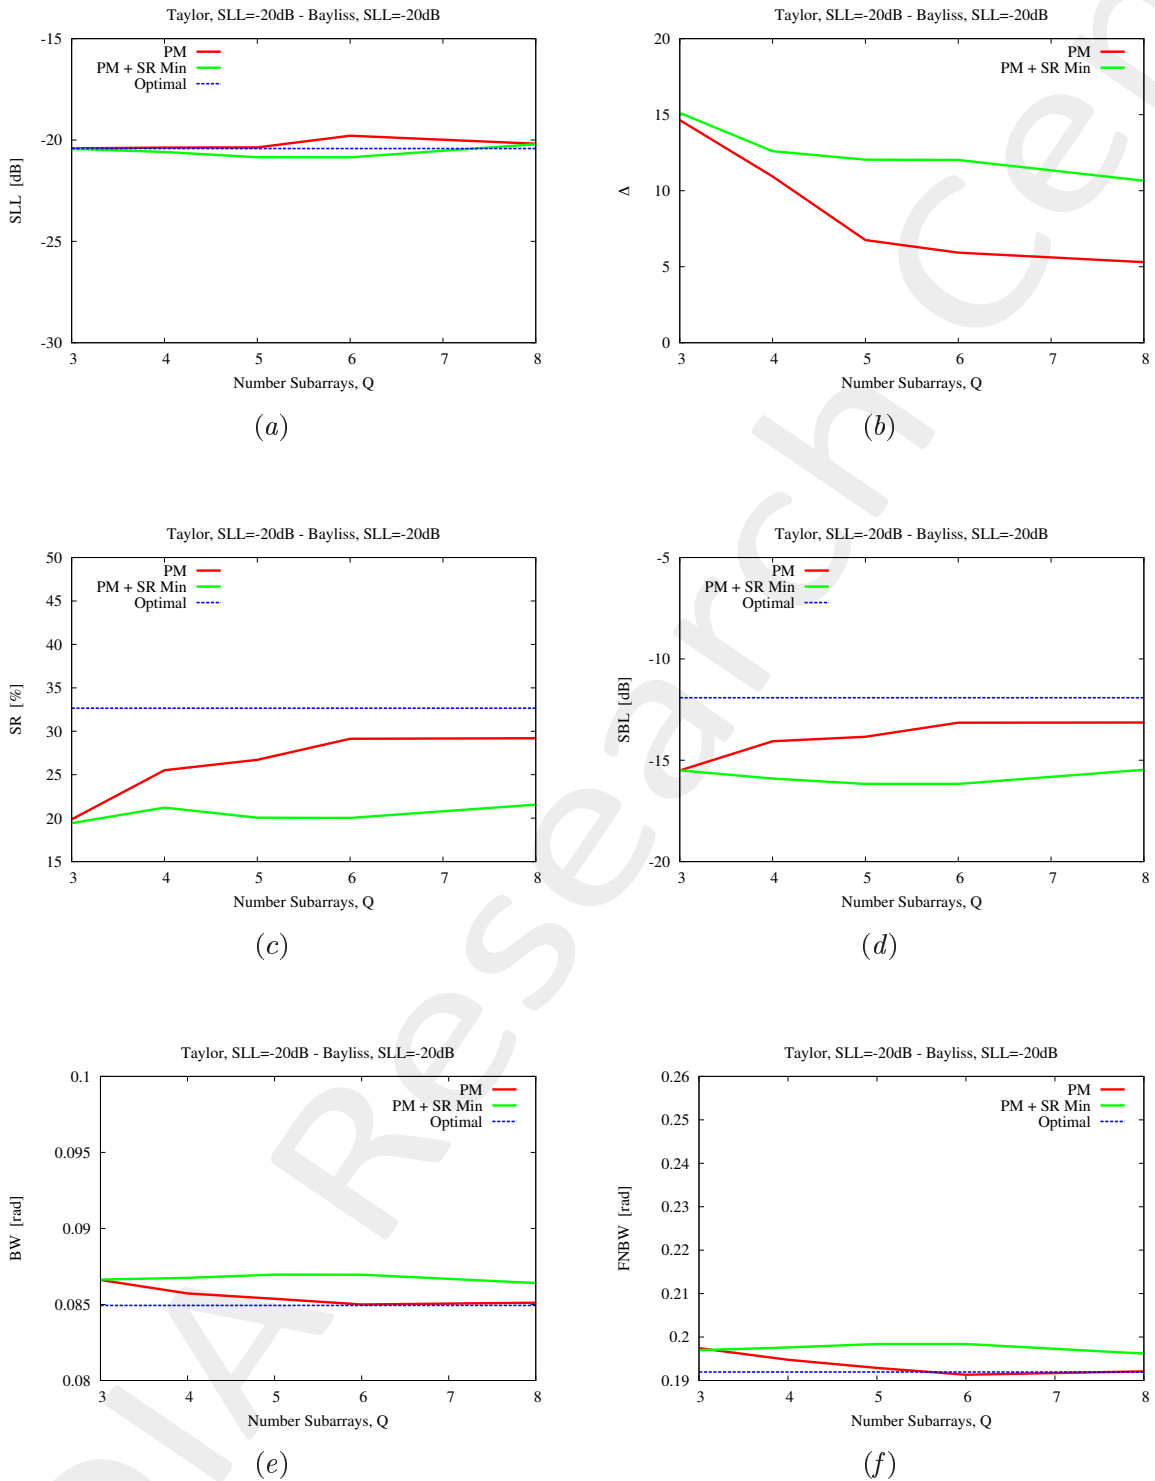 Taylor, SLL=-20dB - Bayliss, SLL=-20dB
-15
-20
-25
-30
SLL [dB]
PM
PM + SR Min
Optimal
3 4 5 6 7 8
Number Subarrays, Q
(a)
Taylor, SLL=-20dB - Bayliss, SLL=-20dB
20
15
10
5
0
Δ
PM
PM + SR Min
3 4 5 6 7 8
Number Subarrays, Q
(b)
Taylor, SLL=-20dB - Bayliss, SLL=-20dB
50
45
40
35
30
25
20
15
SR [%]
PM
PM + SR Min
Optimal
3 4 5 6 7 8
Number Subarrays, Q
(c)
Taylor, SLL=-20dB - Bayliss, SLL=-20dB
-5
-10
-15
-20
SBL [dB]
PM
PM + SR Min
Optimal
3 4 5 6 7 8
Number Subarrays, Q
(d)
Taylor, SLL=-20dB - Bayliss, SLL=-20dB
0.1
0.095
0.09
0.085
0.08
BW [rad]
PM
PM + SR Min
Optimal
3 4 5 6 7 8
Number Subarrays, Q
(e)
Taylor, SLL=-20dB - Bayliss, SLL=-20dB
0.26
0.25
0.24
0.23
0.22
0.21
0.2
0.19
FNBW [rad]
PM
PM + SR Min
Optimal
3 4 5 6 7 8
Number Subarrays, Q
(f)
Research